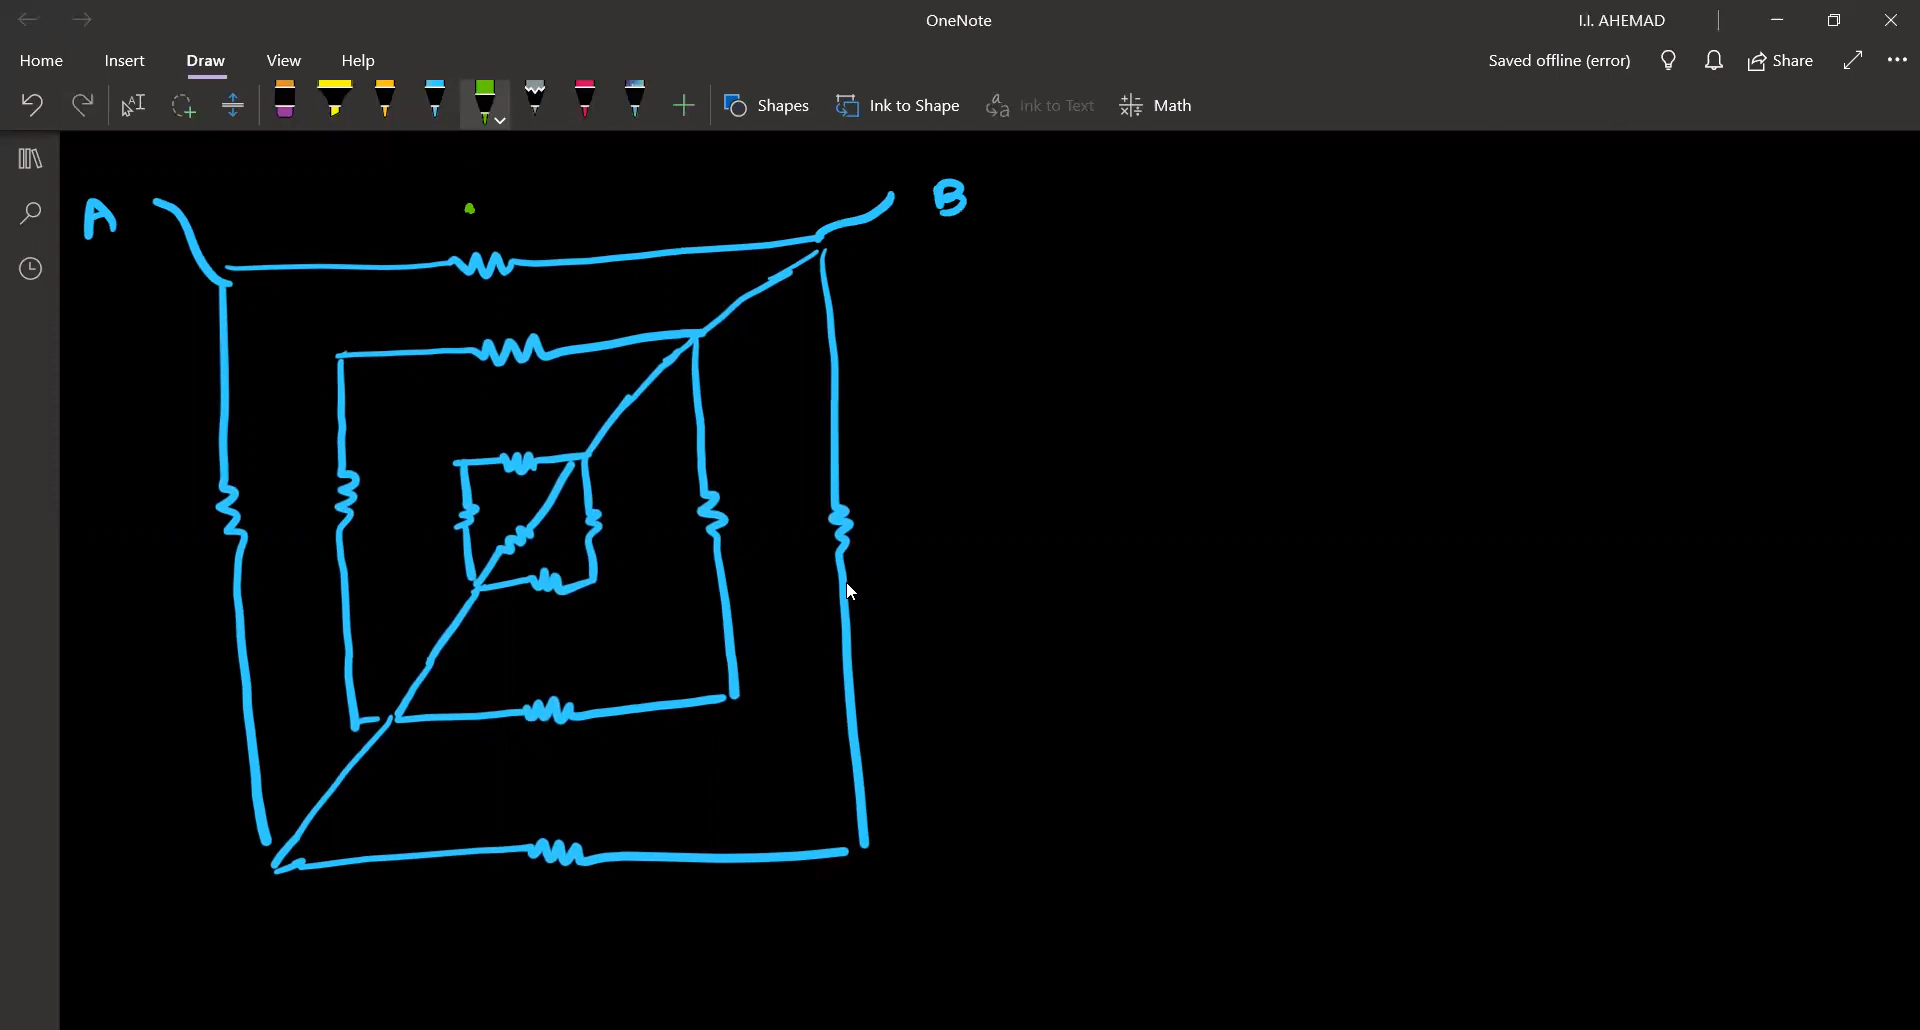 OneNote
I.I. AHEMAD
Home Insert Draw View Help
Saved offline (error) Share
Shapes Ink to Shape Ink to Text Math
A B